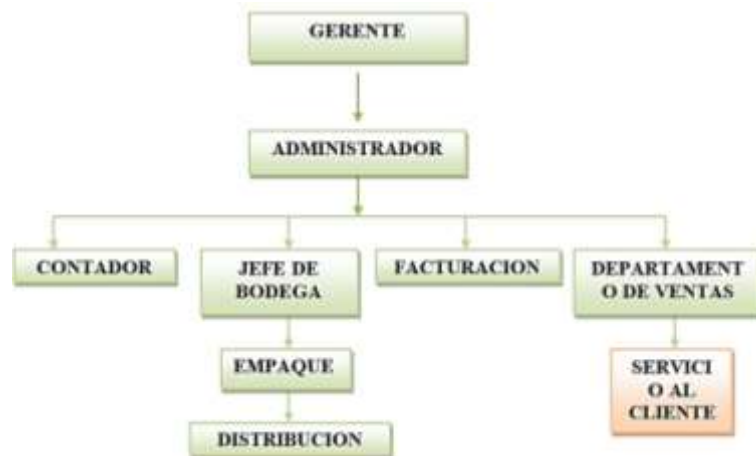 GERENTE
ADMINISTRADOR
CONTADOR
JEFE DE
BODEGA
FACTURACION
DEPARTAMENT
O DE VENTAS
EMPAQUE
SERVICI
O AL
CLIENTE
DISTRIBUCION